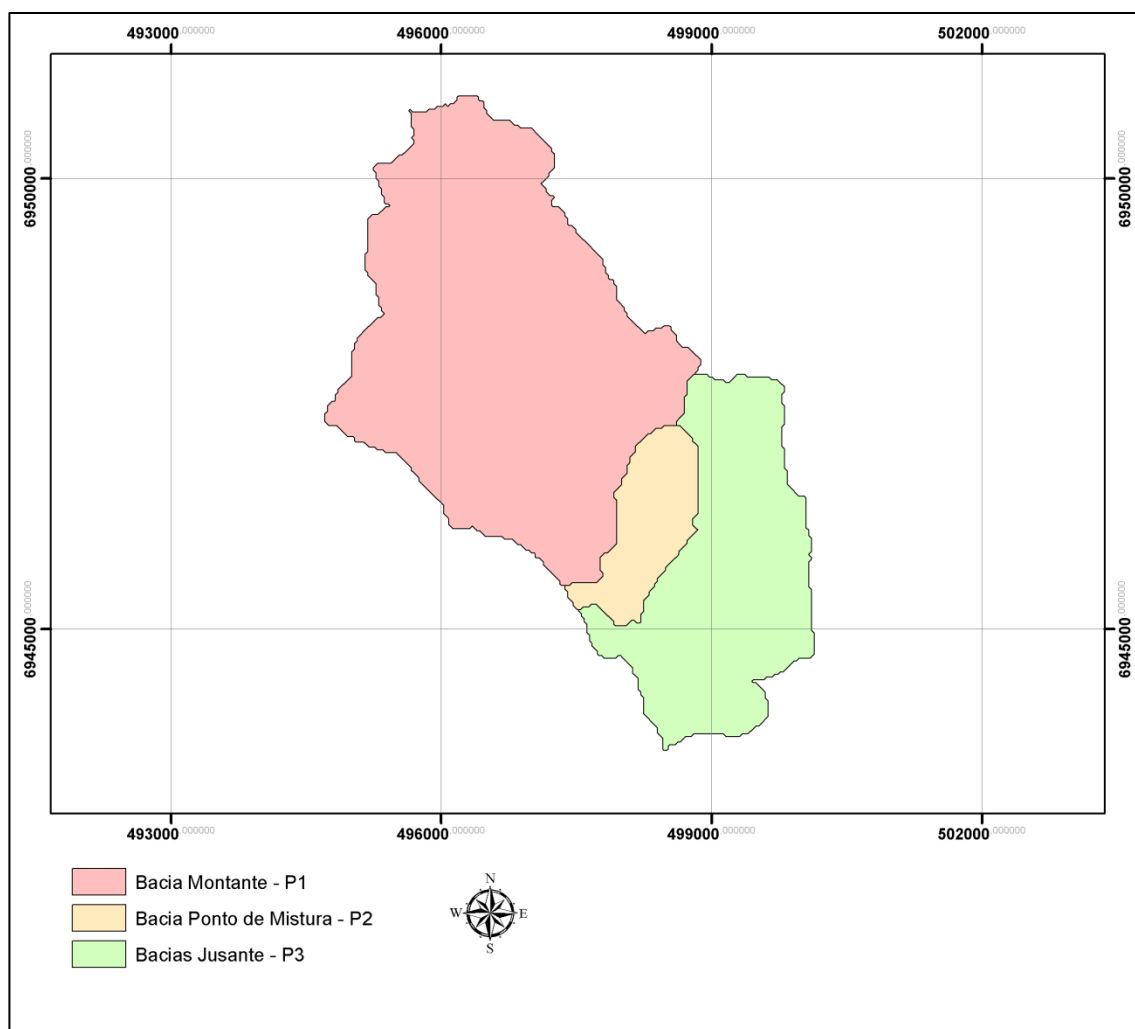 493000.000000 496000.000000 499000.000000 502000.000000
6950000.000000 6950000.000000
6945000.000000 6945000.000000
493000.000000 496000.000000 499000.000000 502000.000000
Bacia Montante - P1
Bacia Ponto de Mistura - P2
Bacias Jusante - P3
N
W E
S